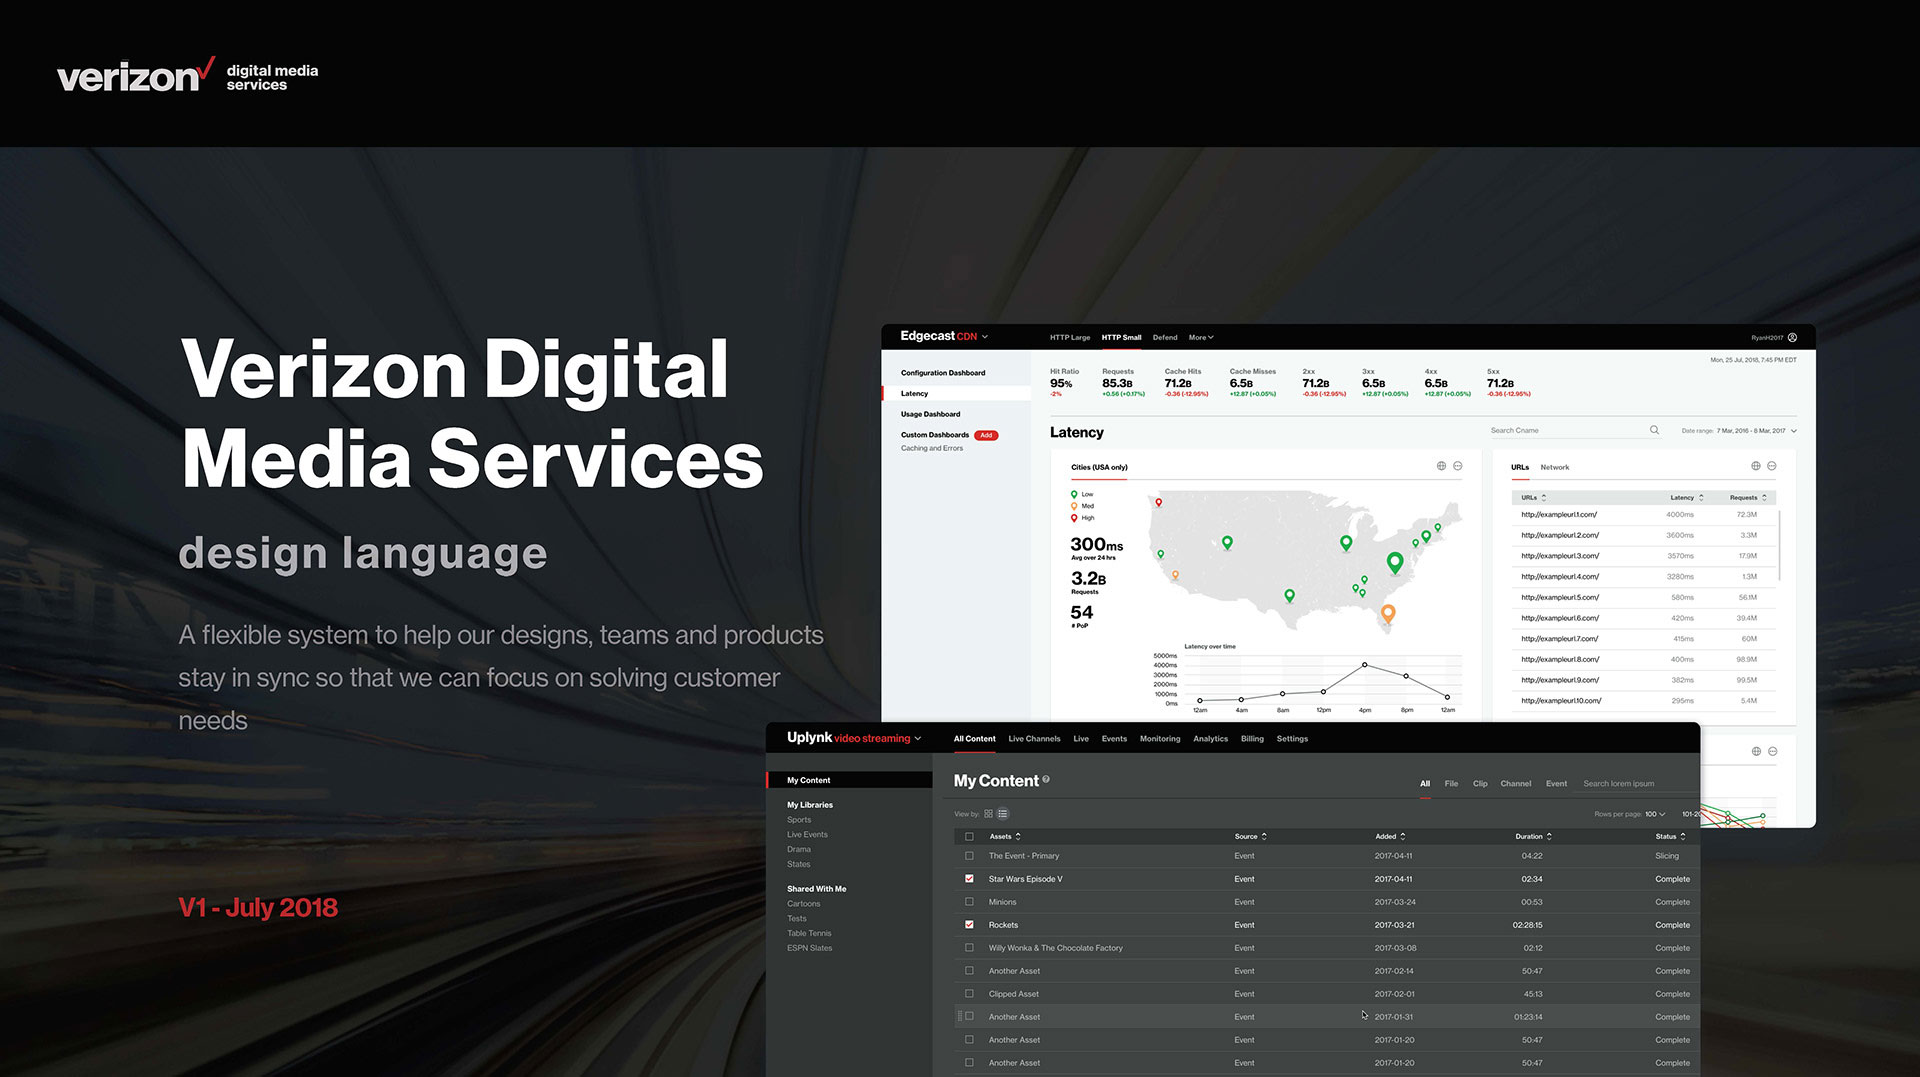 verizon
digital media
services
Verizon Digital
Media Services
design language
A flexible system to help our designs, teams and products
stay in sync so that we can focus on solving customer
needs
V1 - July 2018
Edgecast CDN
HTTP Large HTTP Small Defend More
RyanH2017
Mon, 25 Jul, 2018, 7:45 PM EDT
Configuration Dashboard
Latency
Usage Dashboard
Custom Dashboards Add
Caching and Errors
Hit Ratio Requests Cache Hits Cache Misses 2xx 3xx 4xx 5xx
95% 85.3B 71.2B 6.5B 71.2B 6.5B 6.5B 71.2B
-2% +0.56 (+0.17%) -0.36 (-12.95%) +12.87 (+0.05%) -0.36 (-12.95%) +12.87 (+0.05%) +12.87 (+0.05%) -0.36 (-12.95%)
Latency
Search Cname
Date range: 7 Mar, 2016 - 8 Mar, 2017
Cities (USA only)
Low
Med
High
300ms
Avg over 24 hrs
3.2B
Requests
54
# PoP
Latency over time
5000ms
4000ms
3000ms
2000ms
1000ms
0ms
12am 4am 8am 12pm 4pm 8pm 12am
URLs Network
URLs Latency Requests
http://exampleurl.1.com/ 4000ms 72.3M
http://exampleurl.2.com/ 3600ms 3.3M
http://exampleurl.3.com/ 3570ms 17.9M
http://exampleurl.4.com/ 3280ms 1.3M
http://exampleurl.5.com/ 580ms 56.1M
http://exampleurl.6.com/ 420ms 39.4M
http://exampleurl.7.com/ 415ms 60M
http://exampleurl.8.com/ 400ms 98.9M
http://exampleurl.9.com/ 382ms 99.5M
http://exampleurl.10.com/ 295ms 5.4M
Uplynk video streaming
All Content Live Channels Live Events Monitoring Analytics Billing Settings
My Content
My Libraries
Sports
Live Events
Drama
States
Shared With Me
Cartoons
Tests
Table Tennis
ESPN Slates
My Content
All File Clip Channel Event Search lorem ipsum
View by:
Rows per page: 100 101-20
Assets Source Added Duration Status
The Event - Primary Event 2017-04-11 04:22 Slicing
Star Wars Episode V Event 2017-04-11 02:34 Complete
Minions Event 2017-03-24 00:53 Complete
Rockets Event 2017-03-21 02:28:15 Complete
Willy Wonka & The Chocolate Factory Event 2017-03-08 02:12 Complete
Another Asset Event 2017-02-14 50:47 Complete
Clipped Asset Event 2017-02-01 45:13 Complete
Another Asset Event 2017-01-31 01:23:14 Complete
Another Asset Event 2017-01-20 50:47 Complete
Another Asset Event 2017-01-20 50:47 Complete